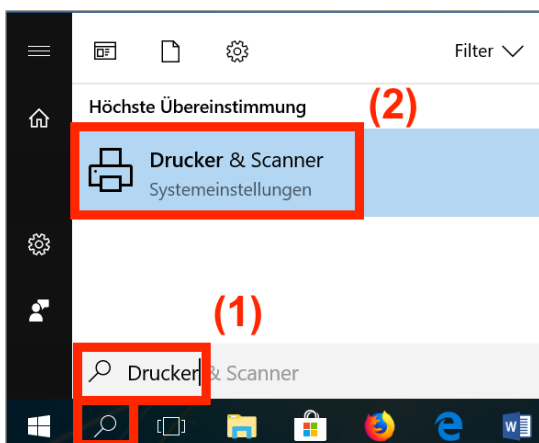 Filter
Höchste Übereinstimmung
(2)
Drucker & Scanner
Systemeinstellungen
(1)
Drucker & Scanner
W